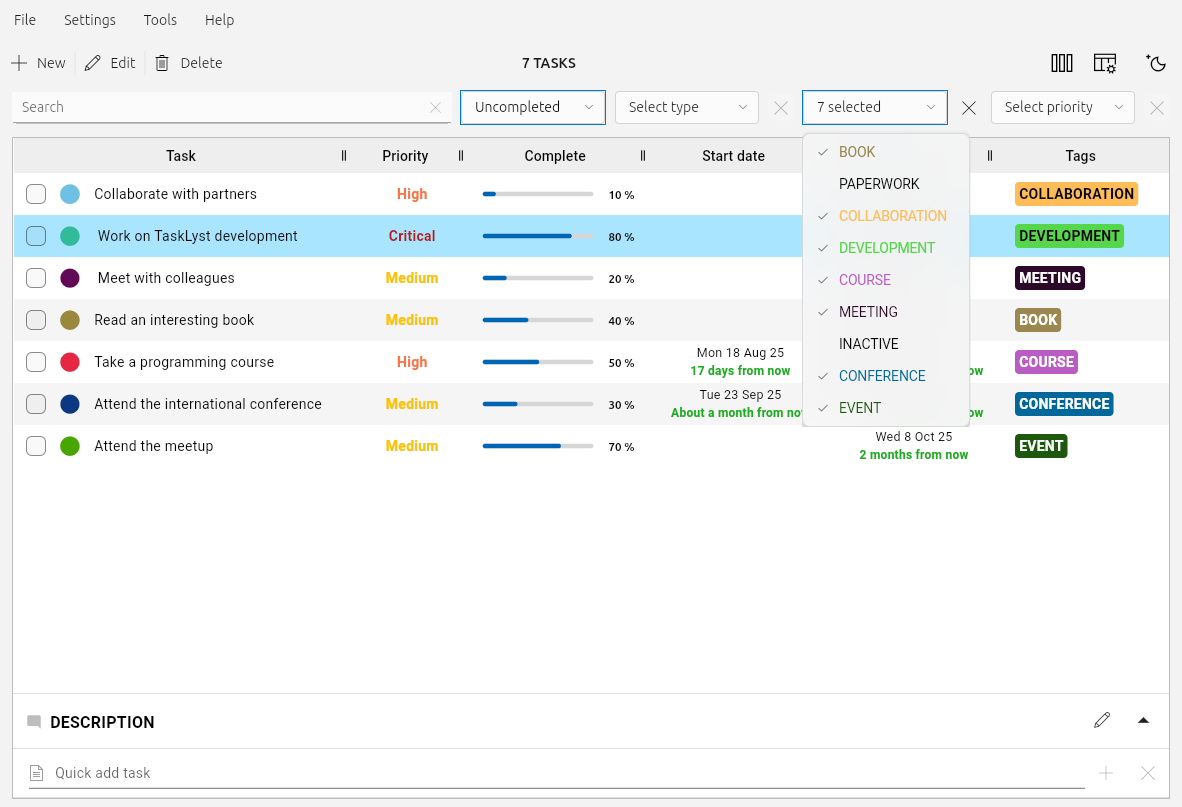 File Settings Tools Help
New Edit Delete 7 TASKS
Search Uncompleted Select type 7 selected Select priority
Task Priority Complete Start date Tags
BOOK
PAPERWORK
COLLABORATION
DEVELOPMENT
COURSE
MEETING
INACTIVE
CONFERENCE
EVENT
Collaborate with partners High 10 % COLLABORATION
Work on TaskLyst development Critical 80 % DEVELOPMENT
Meet with colleagues Medium 20 % MEETING
Read an interesting book Medium 40 % BOOK
Take a programming course High 50 % Mon 18 Aug 25 COURSE
17 days from now ow
Attend the international conference Medium 30 % Tue 23 Sep 25 CONFERENCE
About a month from now ow
Attend the meetup Medium 70 % Wed 8 Oct 25 EVENT
2 months from now
DESCRIPTION
Quick add task